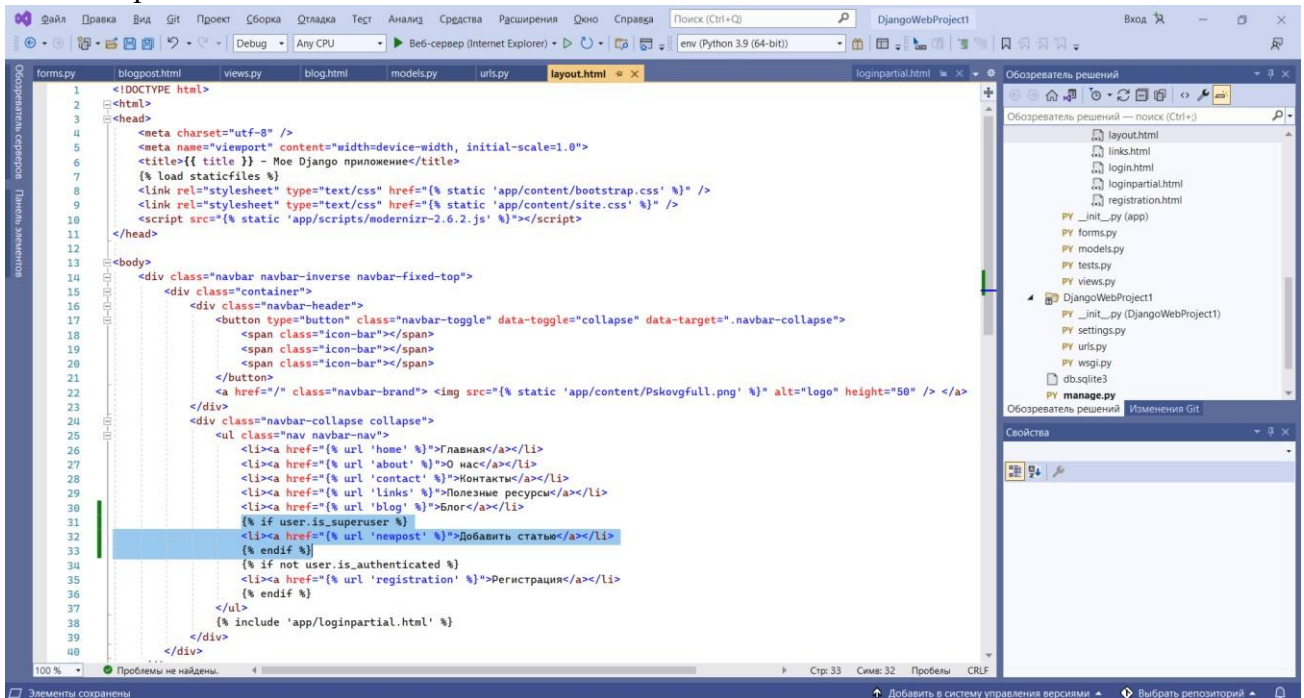 Файл Правка Вид Git Проект Сборка Отладка Тест Анализ Средства Расширения Окно Справка Поиск (Ctrl+Q) DjangoWebProject1 Вход
Debug Any CPU Веб-сервер (Internet Explorer) env (Python 3.9 (64-bit))
Обозреватель серверов
Панель элементов
forms.py blogpost.html views.py blog.html models.py urls.py layout.html loginpartial.html
1 <!DOCTYPE html>
2 <html>
3 <head>
4 <meta charset="utf-8" />
5 <meta name="viewport" content="width=device-width, initial-scale=1.0">
6 <title>{{ title }} - Мое Django приложение</title>
7 {% load staticfiles %}
8 <link rel="stylesheet" type="text/css" href="{% static 'app/content/bootstrap.css' %}" />
9 <link rel="stylesheet" type="text/css" href="{% static 'app/content/site.css' %}" />
10 <script src="{% static 'app/scripts/modernizr-2.6.2.js' %}"></script>
11 </head>
12
13 <body>
14 <div class="navbar navbar-inverse navbar-fixed-top">
15 <div class="container">
16 <div class="navbar-header">
17 <button type="button" class="navbar-toggle" data-toggle="collapse" data-target=".navbar-collapse">
18 <span class="icon-bar"></span>
19 <span class="icon-bar"></span>
20 <span class="icon-bar"></span>
21 </button>
22 <a href="/" class="navbar-brand"> <img src="{% static 'app/content/Pskovgfull.png' %}" alt="logo" height="50" /> </a>
23 </div>
24 <div class="navbar-collapse collapse">
25 <ul class="nav navbar-nav">
26 <li><a href="{% url 'home' %}">Главная</a></li>
27 <li><a href="{% url 'about' %}">О нас</a></li>
28 <li><a href="{% url 'contact' %}">Контакты</a></li>
29 <li><a href="{% url 'links' %}">Полезные ресурсы</a></li>
30 <li><a href="{% url 'blog' %}">Блог</a></li>
31 {% if user.is_superuser %}
32 <li><a href="{% url 'newpost' %}">Добавить статью</a></li>
33 {% endif %}
34 {% if not user.is_authenticated %}
35 <li><a href="{% url 'registration' %}">Регистрация</a></li>
36 {% endif %}
37 </ul>
38 {% include 'app/loginpartial.html' %}
39 </div>
40 </div>
100 % Проблемы не найдены. Стр: 33 Симв: 32 Пробелы CRLF
Обозреватель решений
Обозреватель решений — поиск (Ctrl+;)
layout.html
links.html
login.html
loginpartial.html
registration.html
PY __init__.py (app)
PY forms.py
PY models.py
PY tests.py
PY views.py
DjangoWebProject1
PY __init__.py (DjangoWebProject1)
PY settings.py
PY urls.py
PY wsgi.py
db.sqlite3
PY manage.py
Обозреватель решений Изменения Git
Свойства
Элементы сохранены Добавить в систему управления версиями Выбрать репозиторий